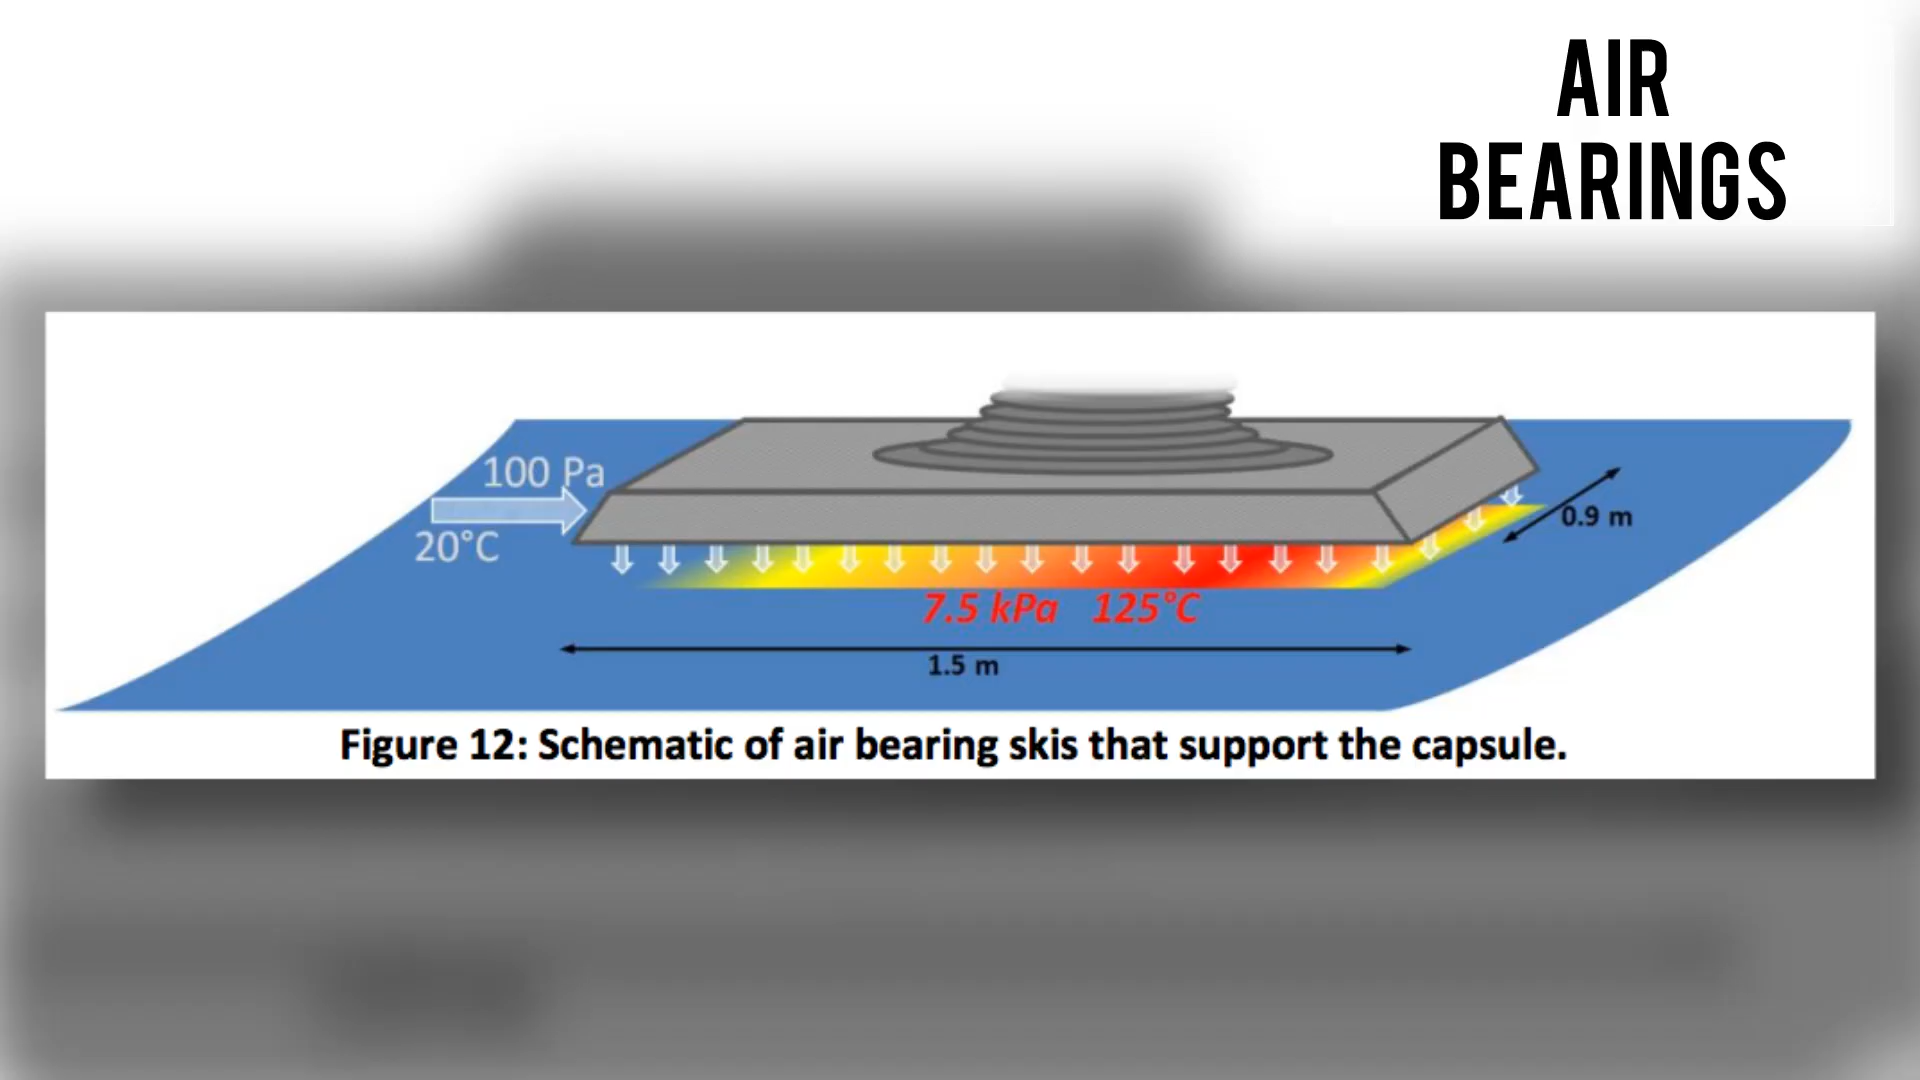 AIR
BEARINGS
100 Pa
20°C
0.9 m
7.5 kPa 125°C
1.5 m
Figure 12: Schematic of air bearing skis that support the capsule.